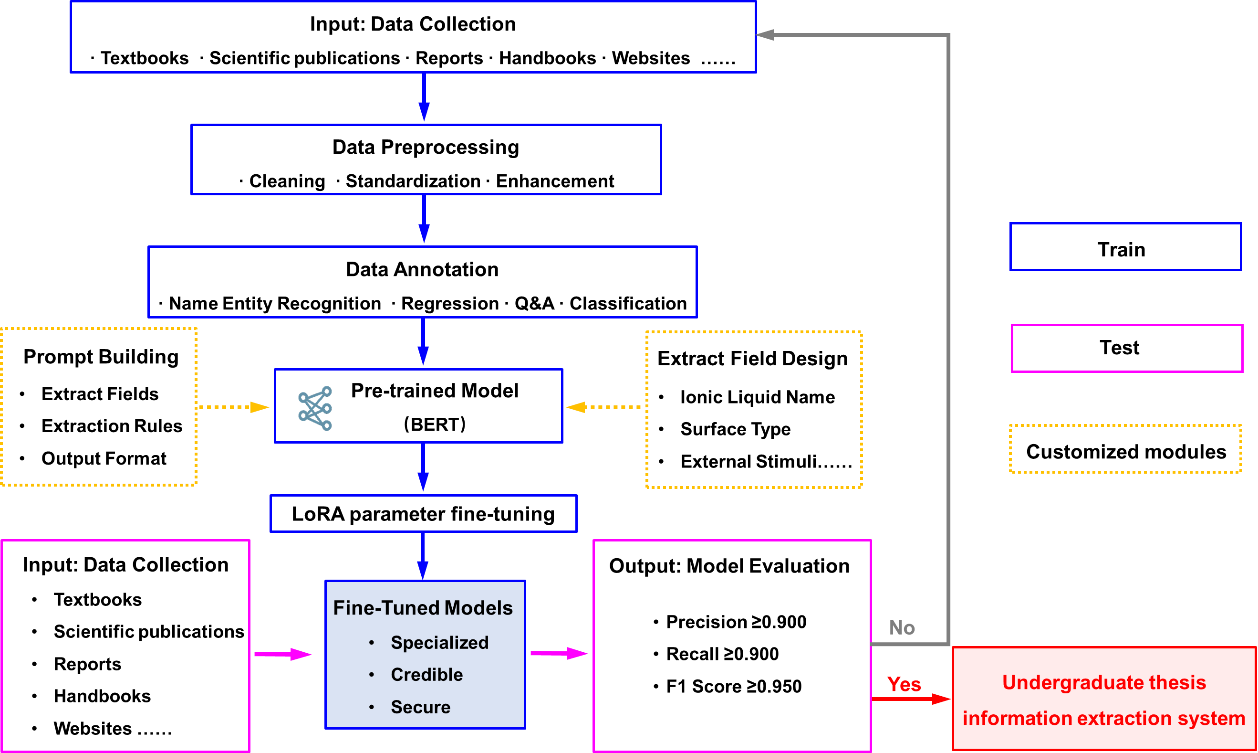 Input: Data Collection
· Textbooks · Scientific publications · Reports · Handbooks · Websites ……
Data Preprocessing
· Cleaning · Standardization · Enhancement
Data Annotation
· Name Entity Recognition · Regression · Q&A · Classification
Prompt Building
• Extract Fields
• Extraction Rules
• Output Format
Pre-trained Model
(BERT)
Extract Field Design
• Ionic Liquid Name
• Surface Type
• External Stimuli……
LoRA parameter fine-tuning
Input: Data Collection
• Textbooks
• Scientific publications
• Reports
• Handbooks
• Websites ……
Fine-Tuned Models
• Specialized
• Credible
• Secure
Output: Model Evaluation
• Precision ≥0.900
• Recall ≥0.900
• F1 Score ≥0.950
No
Yes
Undergraduate thesis
information extraction system
Train
Test
Customized modules